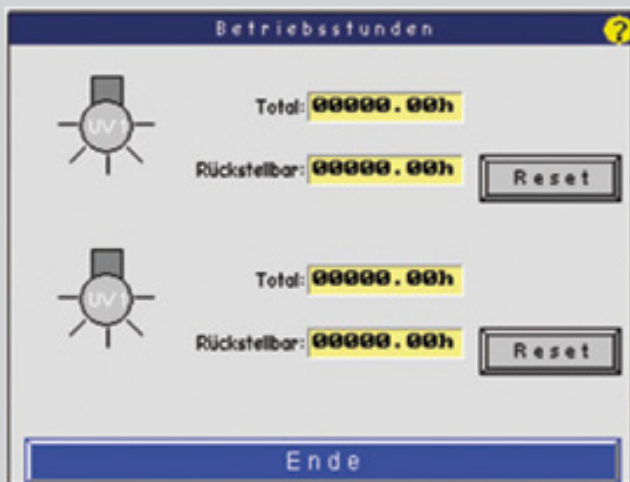 Betriebsstunden ?
UV1
Total: 00000.00h
Rückstellbar: 00000.00h Reset
UV1
Total: 00000.00h
Rückstellbar: 00000.00h Reset
Ende